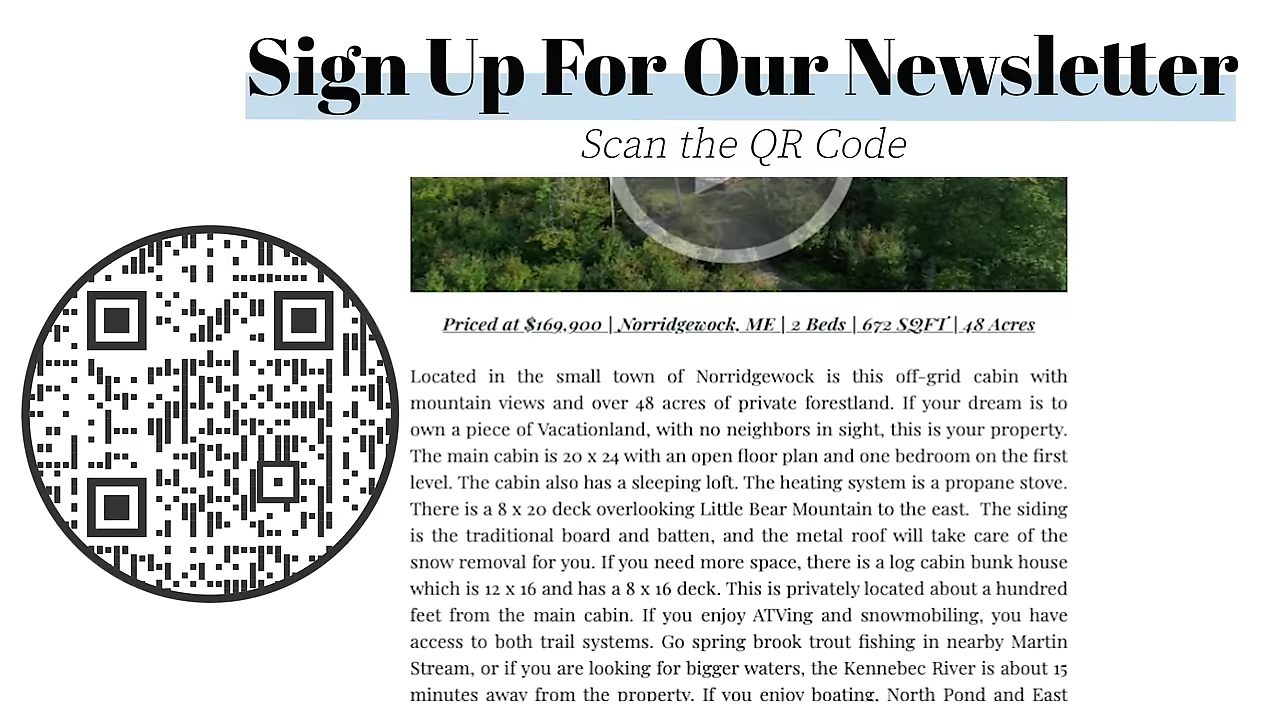 Sign Up For Our Newsletter
Scan the QR Code
Priced at $169,900 | Norridgewock, ME | 2 Beds | 672 SQFT | 48 Acres
Located in the small town of Norridgewock is this off-grid cabin with
mountain views and over 48 acres of private forestland. If your dream is to
own a piece of Vacationland, with no neighbors in sight, this is your property.
The main cabin is 20 x 24 with an open floor plan and one bedroom on the first
level. The cabin also has a sleeping loft. The heating system is a propane stove.
There is a 8 x 20 deck overlooking Little Bear Mountain to the east.  The siding
is the traditional board and batten, and the metal roof will take care of the
snow removal for you. If you need more space, there is a log cabin bunk house
which is 12 x 16 and has a 8 x 16 deck. This is privately located about a hundred
feet from the main cabin. If you enjoy ATVing and snowmobiling, you have
access to both trail systems. Go spring brook trout fishing in nearby Martin
Stream, or if you are looking for bigger waters, the Kennebec River is about 15
minutes away from the property. If you enjoy boating, North Pond and East